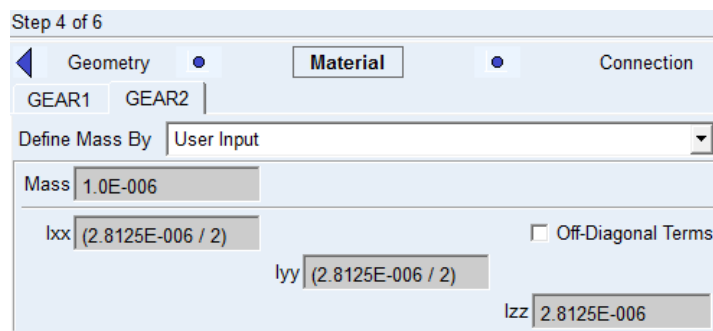 Step 4 of 6
Geometry Material Connection
GEAR1 GEAR2
Define Mass By User Input
Mass 1.0E-006
Ixx (2.8125E-006 / 2) Off-Diagonal Terms
Iyy (2.8125E-006 / 2)
Izz 2.8125E-006